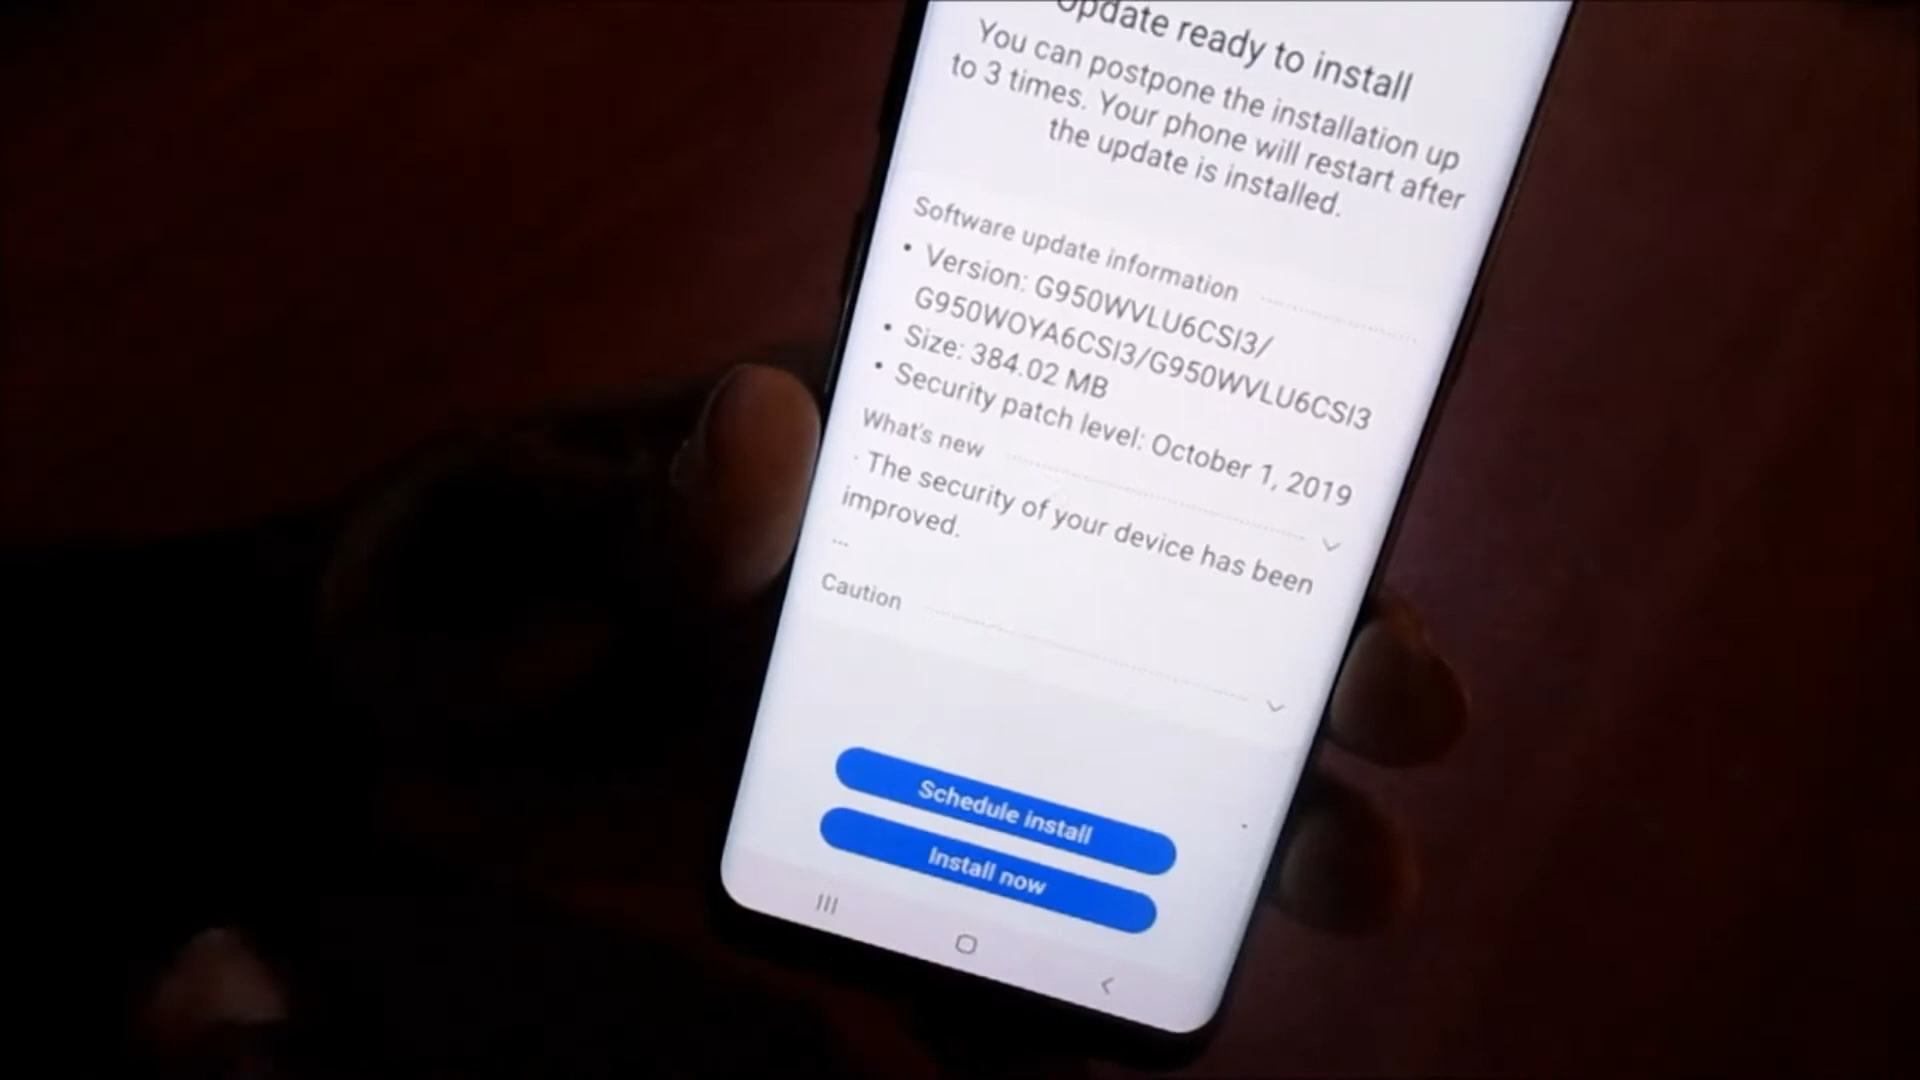 Update ready to install
You can postpone the installation up
to 3 times. Your phone will restart after
the update is installed.
Software update information
• Version: G950WVLU6CSI3/
G950WOYA6CSI3/G950WVLU6CSI3
• Size: 384.02 MB
• Security patch level: October 1, 2019
What's new
· The security of your device has been
improved.
...
Caution
Schedule install
Install now